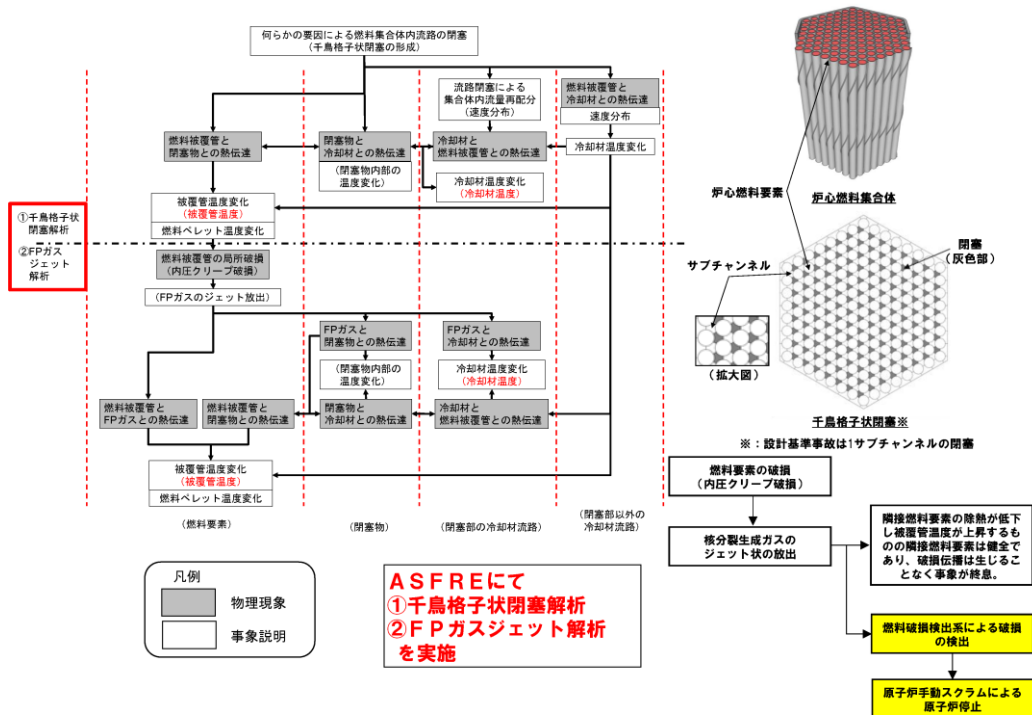 何らかの要因による燃料集合体内流路の閉塞
（千鳥格子状閉塞の形成）
流路閉塞による
集合体内流量再配分
（速度分布）
燃料被覆管と
冷却材との熱伝達
速度分布
燃料被覆管と
閉塞物との熱伝達
閉塞物と
冷却材との熱伝達
（閉塞物内部の
温度変化）
冷却材と
燃料被覆管との熱伝達
冷却材温度変化
冷却材温度変化
（冷却材温度）
被覆管温度変化
（被覆管温度）
燃料ペレット温度変化
①千鳥格子状
閉塞解析
②FPガス
ジェット
解析
燃料被覆管の局所破損
（内圧クリープ破損）
（FPガスのジェット放出）
FPガスと
閉塞物との熱伝達
（閉塞物内部の
温度変化）
FPガスと
冷却材との熱伝達
冷却材温度変化
（冷却材温度）
燃料被覆管と
FPガスとの熱伝達
燃料被覆管と
閉塞物との熱伝達
閉塞物と
冷却材との熱伝達
冷却材と
燃料被覆管との熱伝達
被覆管温度変化
（被覆管温度）
燃料ペレット温度変化
（燃料要素）
（閉塞物）
（閉塞部の冷却材流路）
（閉塞部以外の
冷却材流路）
凡例
物理現象
事象説明
ＡＳＦＲＥにて
①千鳥格子状閉塞解析
②ＦＰガスジェット解析
を実施
炉心燃料要素
炉心燃料集合体
サブチャンネル
閉塞
（灰色部）
（拡大図）
千鳥格子状閉塞※
※：設計基準事故は1サブチャンネルの閉塞
燃料要素の破損
（内圧クリープ破損）
核分裂生成ガスの
ジェット状の放出
隣接燃料要素の除熱が低下
し被覆管温度が上昇するも
のの隣接燃料要素は健全で
あり、破損伝播は生じるこ
となく事象が終息。
燃料破損検出系による破損
の検出
原子炉手動スクラムによる
原子炉停止